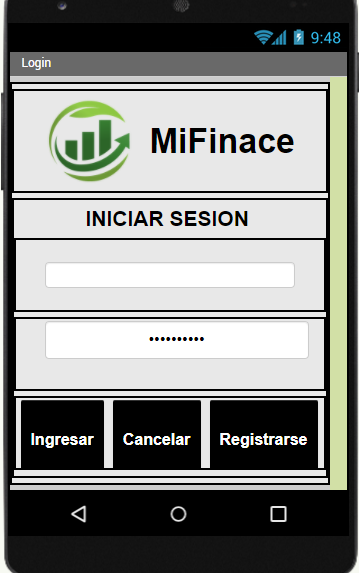 9:48
Login
MiFinace
INICIAR SESION
••••••••••
Ingresar Cancelar Registrarse